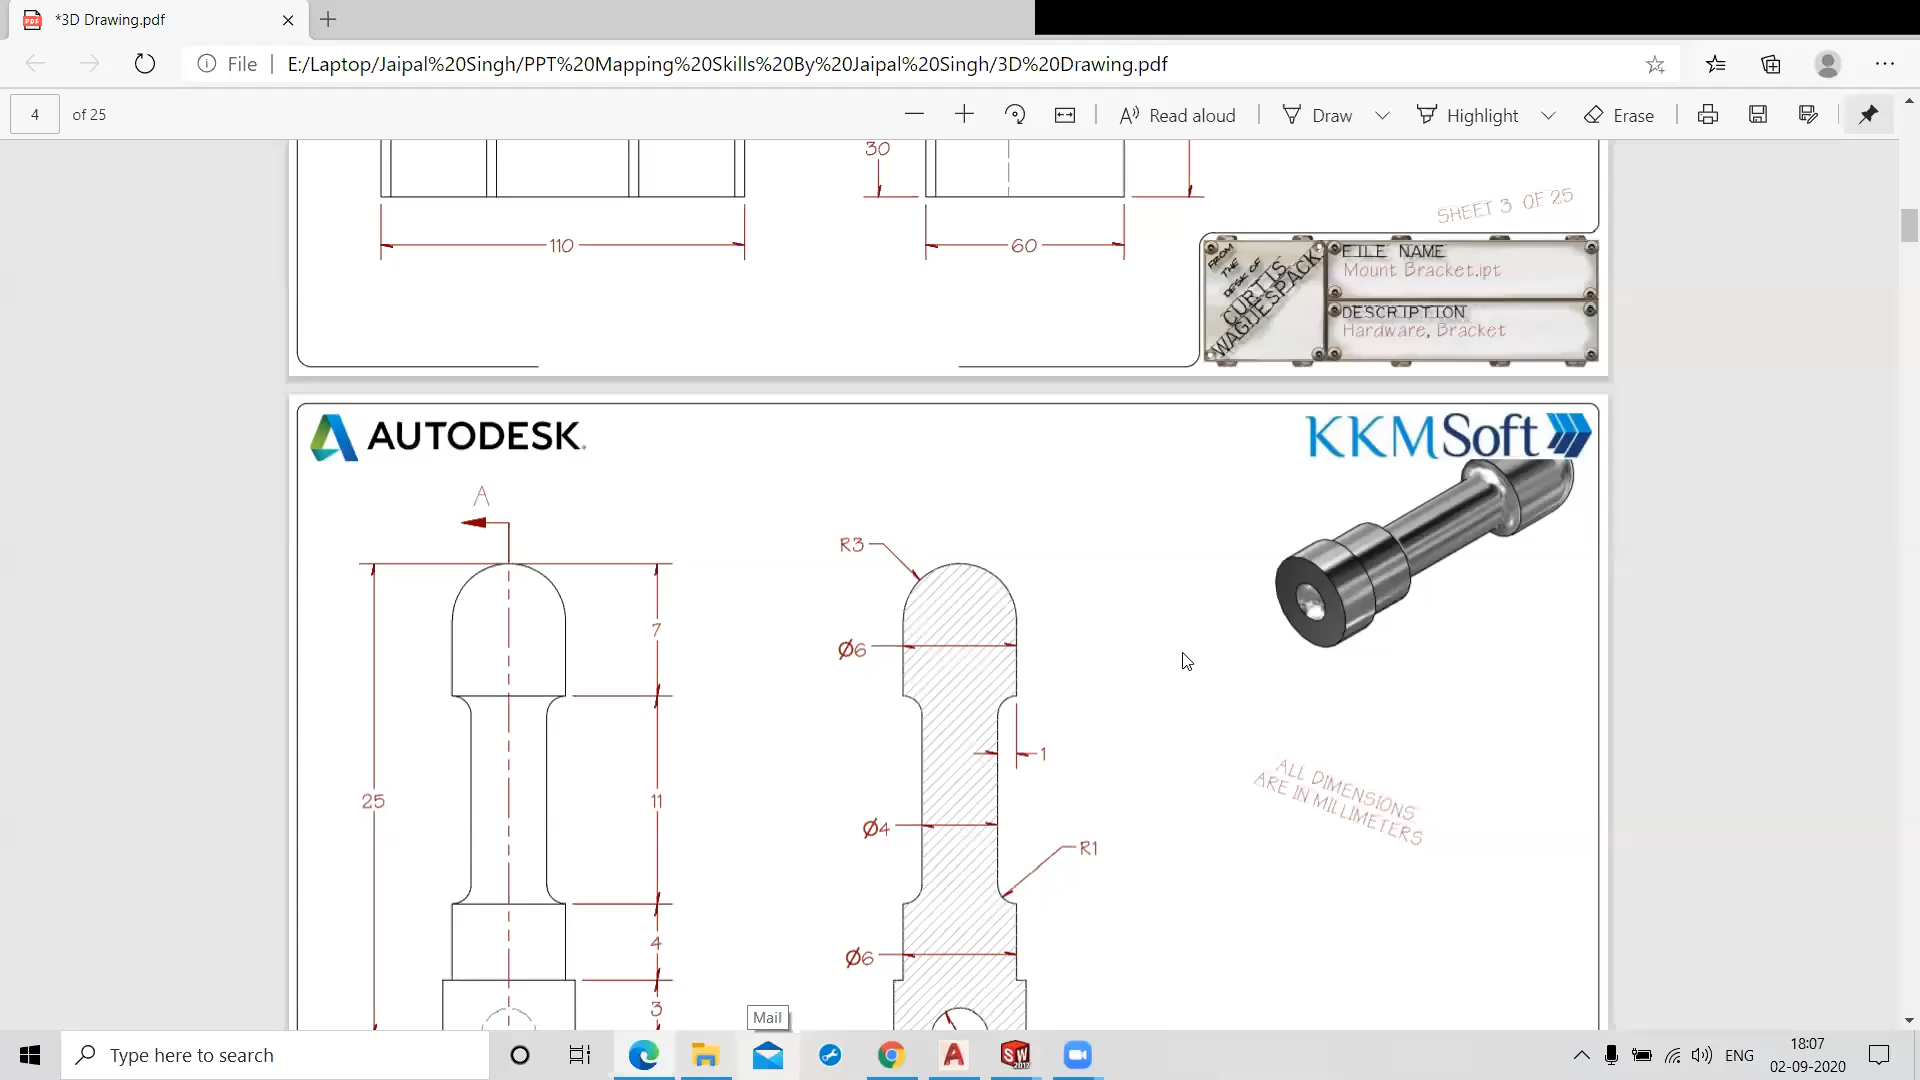 *3D Drawing.pdf
File
E:/Laptop/Jaipal%20Singh/PPT%20Mapping%20Skills%20By%20Jaipal%20Singh/3D%20Drawing.pdf
4 of 25
Read aloud
Draw
Highlight
Erase
30
110
60
SHEET 3 OF 25
FROM
THE
DESK OF
CURTIS
WAGUESPACK
FILE NAME
Mount Bracket.ipt
DESCRIPTION
Hardware, Bracket
AUTODESK.
KKMSoft
A
R3
7
Ø6
1
25
11
ALL DIMENSIONS
ARE IN MILLIMETERS
Ø4
R1
4
Ø6
3
Mail
Type here to search
SW
2017
ENG
18:07
02-09-2020